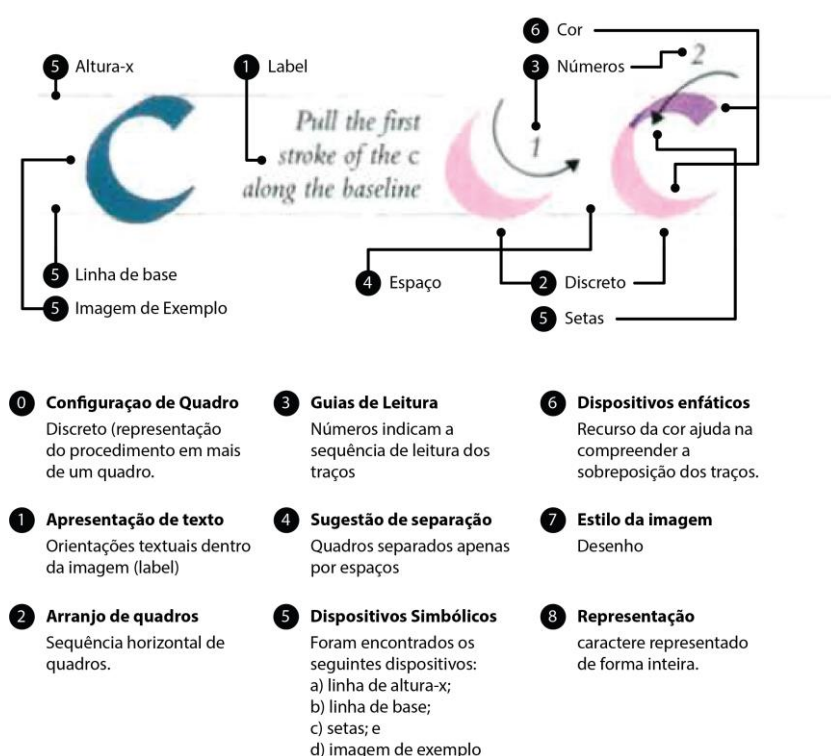 6 Cor
5 Altura-x
1 Label
3 Números
2
Pull the first
stroke of the c
along the baseline
1
5 Linha de base
4 Espaço
2 Discreto
5 Imagem de Exemplo
5 Setas
0 Configuraçao de Quadro
Discreto (representação
do procedimento em mais
de um quadro.
3 Guias de Leitura
Números indicam a
sequência de leitura dos
traços
6 Dispositivos enfáticos
Recurso da cor ajuda na
compreender a
sobreposição dos traços.
1 Apresentação de texto
Orientações textuais dentro
da imagem (label)
4 Sugestão de separação
Quadros separados apenas
por espaços
7 Estilo da imagem
Desenho
2 Arranjo de quadros
Sequência horizontal de
quadros.
5 Dispositivos Simbólicos
Foram encontrados os
seguintes dispositivos:
a) linha de altura-x;
b) linha de base;
c) setas; e
d) imagem de exemplo
8 Representação
caractere representado
de forma inteira.